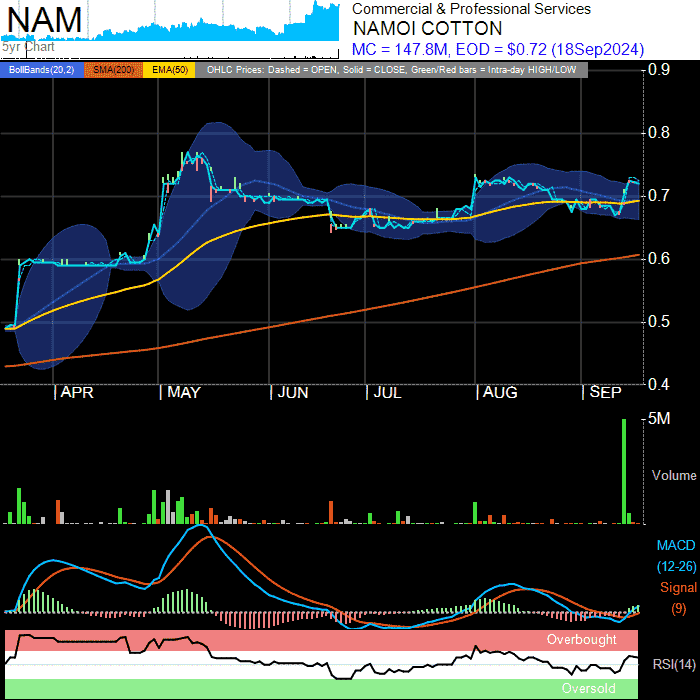 NAM
5yr Chart
Commercial & Professional Services
NAMOI COTTON
MC = 147.8M, EOD = $0.72 (18Sep2024)
BollBands(20,2) SMA(200) EMA(50) OHLC Prices: Dashed = OPEN, Solid = CLOSE, Green/Red bars = Intra-day HIGH/LOW
0.9
0.8
0.7
0.6
0.5
0.4
APR MAY JUN JUL AUG SEP
5M
Volume
MACD
(12-26)
Signal
(9)
Overbought
RSI(14)
Oversold